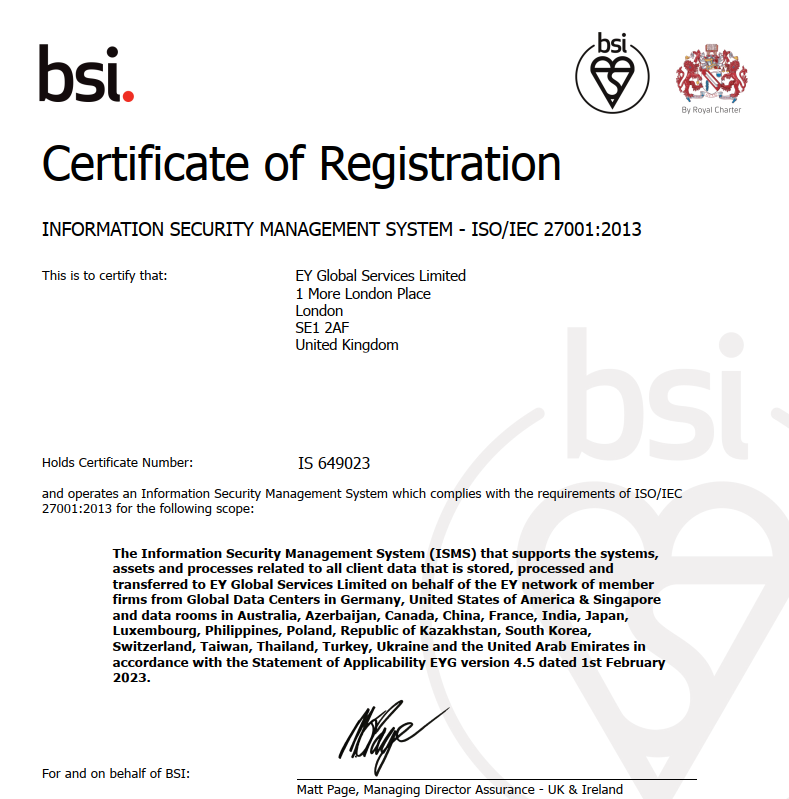 bsi.
bsi
By Royal Charter
Certificate of Registration
INFORMATION SECURITY MANAGEMENT SYSTEM - ISO/IEC 27001:2013
This is to certify that:
EY Global Services Limited
1 More London Place
London
SE1 2AF
United Kingdom
bsi
Holds Certificate Number:
IS 649023
and operates an Information Security Management System which complies with the requirements of ISO/IEC
27001:2013 for the following scope:
The Information Security Management System (ISMS) that supports the systems,
assets and processes related to all client data that is stored, processed and
transferred to EY Global Services Limited on behalf of the EY network of member
firms from Global Data Centers in Germany, United States of America & Singapore
and data rooms in Australia, Azerbaijan, Canada, China, France, India, Japan,
Luxembourg, Philippines, Poland, Republic of Kazakhstan, South Korea,
Switzerland, Taiwan, Thailand, Turkey, Ukraine and the United Arab Emirates in
accordance with the Statement of Applicability EYG version 4.5 dated 1st February
2023.
For and on behalf of BSI:
Matt Page, Managing Director Assurance - UK & Ireland